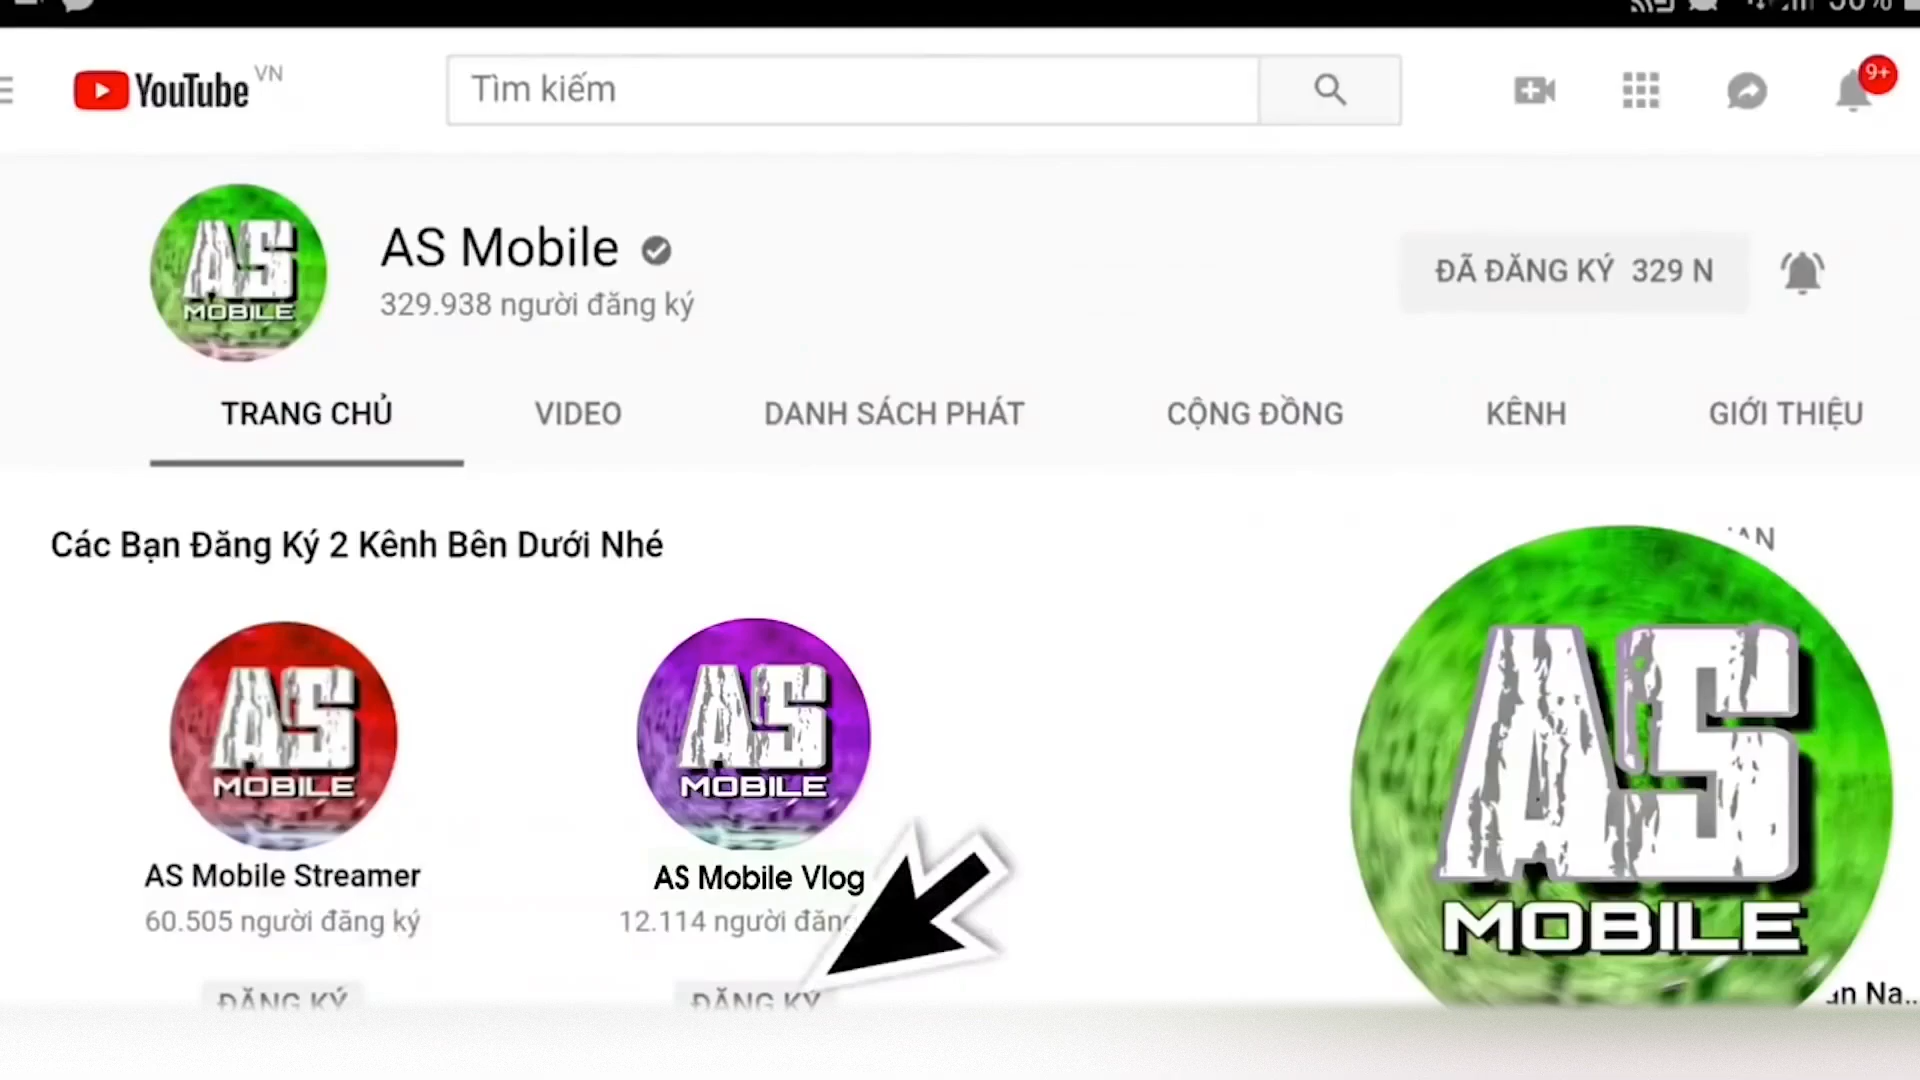 YouTube VN
Tìm kiếm
9+
AS
MOBILE
AS Mobile
329.938 người đăng ký
ĐÃ ĐĂNG KÝ 329 N
TRANG CHỦ
VIDEO
DANH SÁCH PHÁT
CỘNG ĐỒNG
KÊNH
GIỚI THIỆU
Các Bạn Đăng Ký 2 Kênh Bên Dưới Nhé
AS
MOBILE
AS Mobile Streamer
60.505 người đăng ký
ĐĂNG KÝ
AS
MOBILE
AS Mobile Vlog
12.114 người đăng
ĐĂNG KÝ
AS
MOBILE